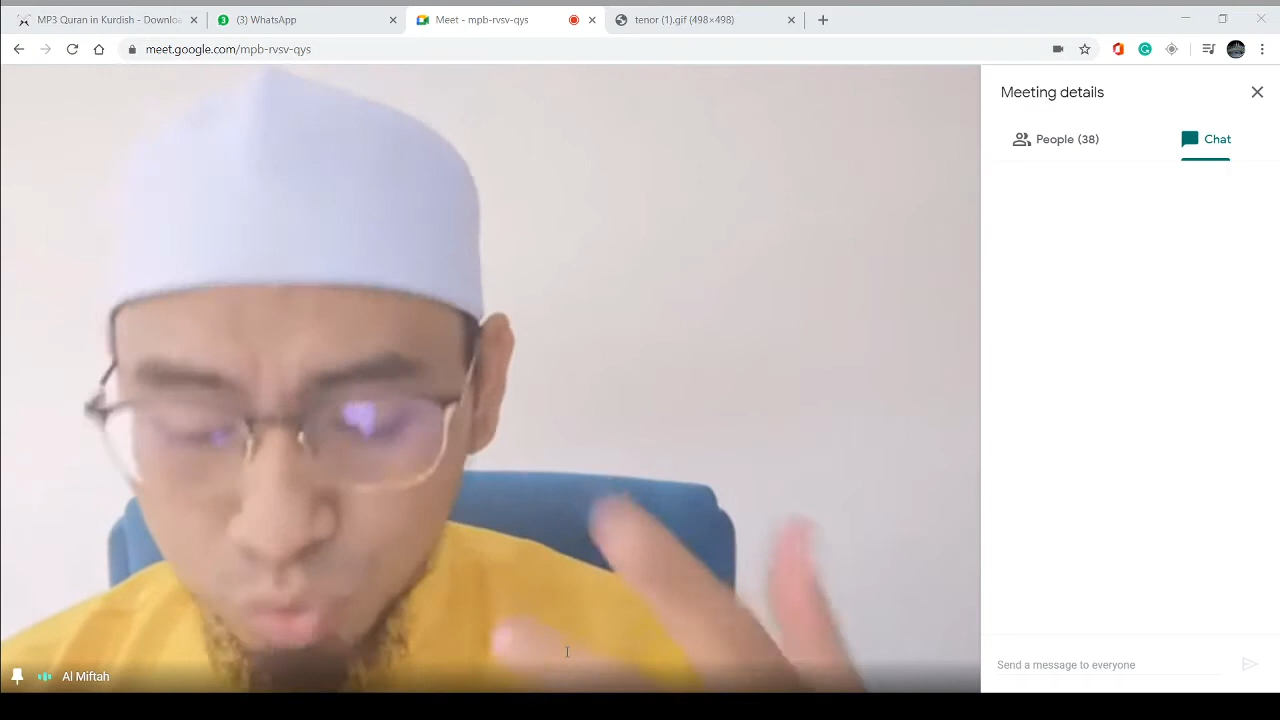 MP3 Quran in Kurdish - Downloa
(3) WhatsApp
Meet - mpb-rvsv-qys
tenor (1).gif (498×498)
meet.google.com/mpb-rvsv-qys
Meeting details
People (38)
Chat
Al Miftah
Send a message to everyone